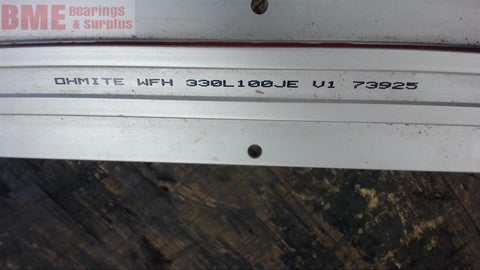 BME Bearings
& Surplus
OHMITE WFH 330L100JE V1 73925